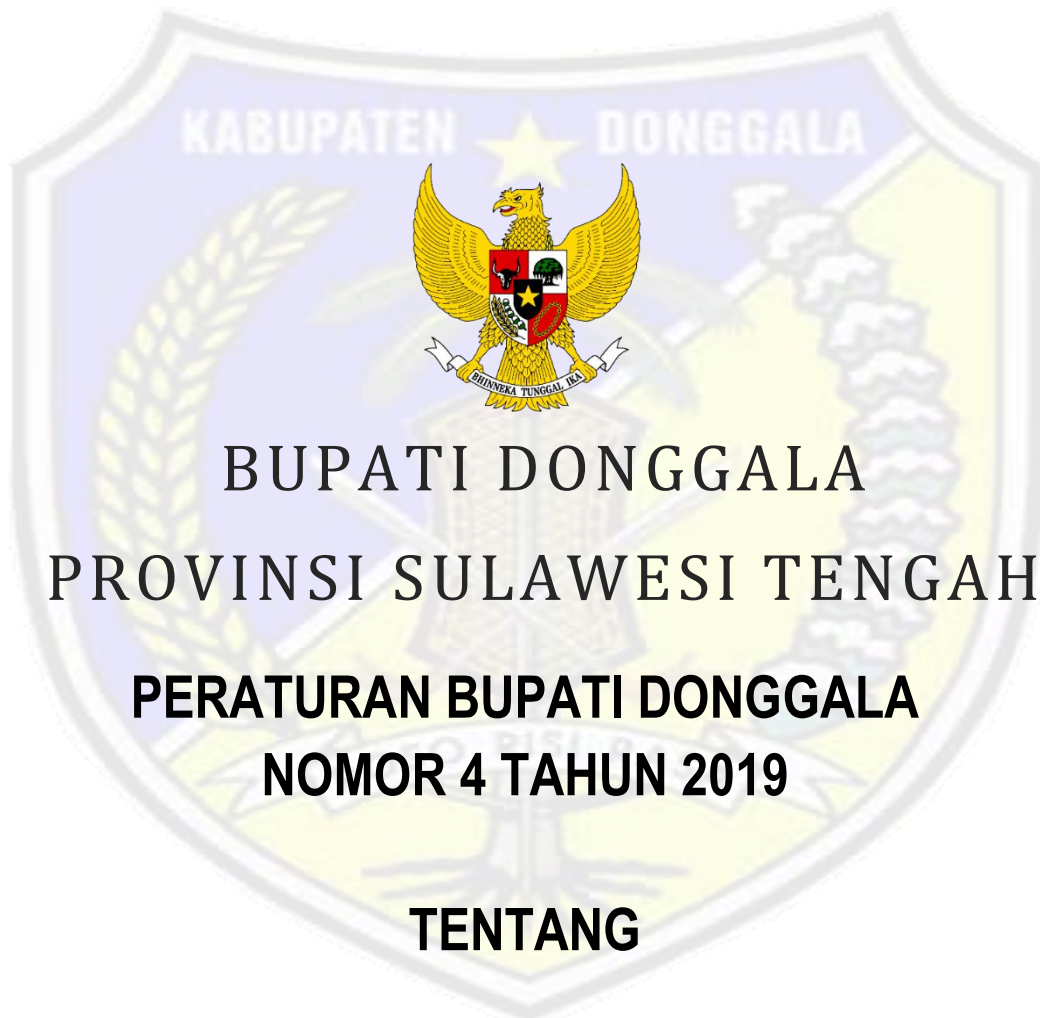 KABUPATEN DONGGALA
BHINNEKA TUNGGAL IKA
BUPATI DONGGALA
PROVINSI SULAWESI TENGAH
PERATURAN BUPATI DONGGALA
NOMOR 4 TAHUN 2019
TENTANG